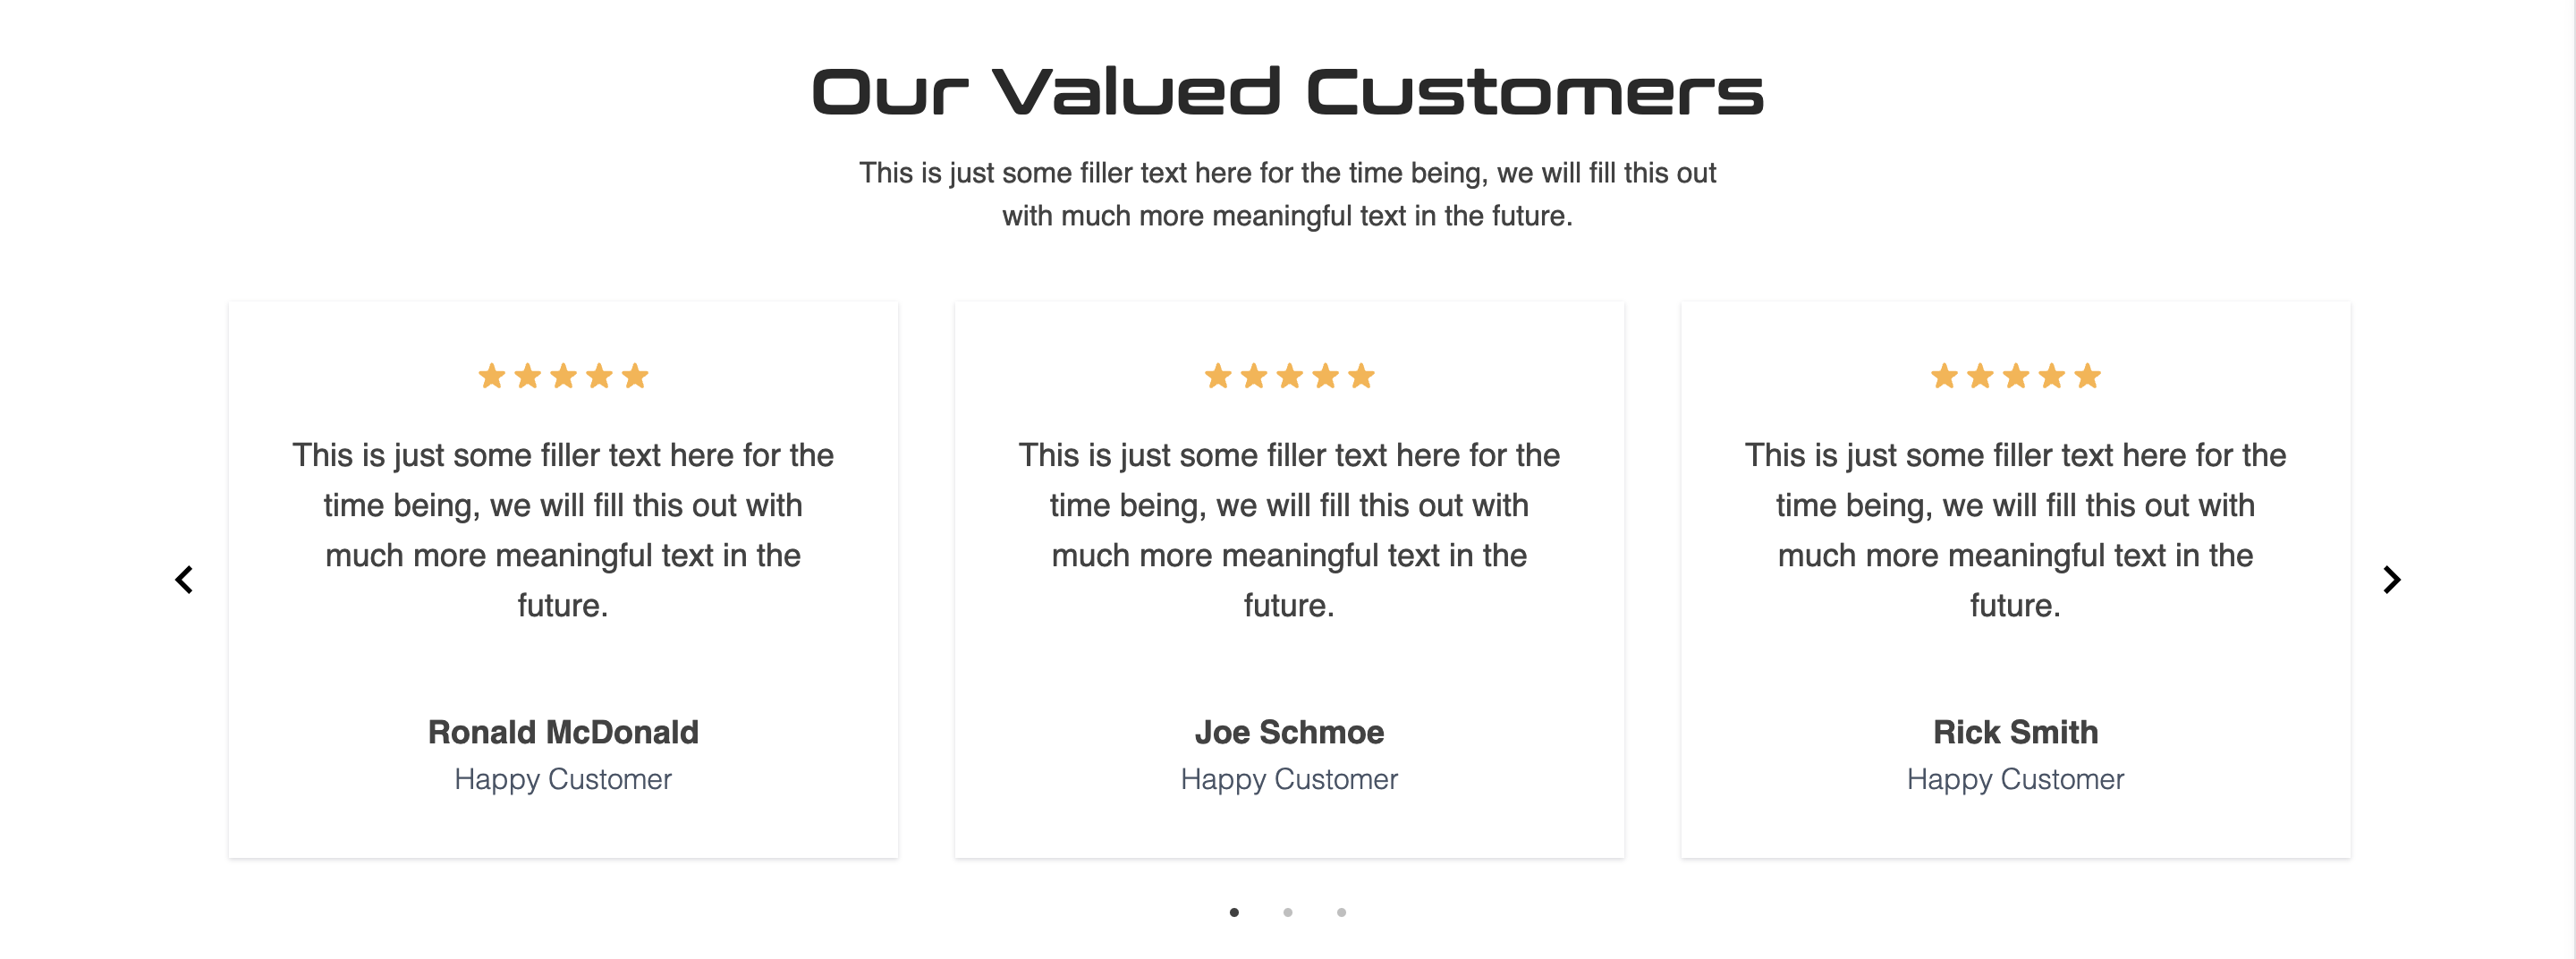 Our Valued Customers
This is just some filler text here for the time being, we will fill this out
with much more meaningful text in the future.
This is just some filler text here for the
time being, we will fill this out with
much more meaningful text in the
future.
Ronald McDonald
Happy Customer
This is just some filler text here for the
time being, we will fill this out with
much more meaningful text in the
future.
Joe Schmoe
Happy Customer
This is just some filler text here for the
time being, we will fill this out with
much more meaningful text in the
future.
Rick Smith
Happy Customer